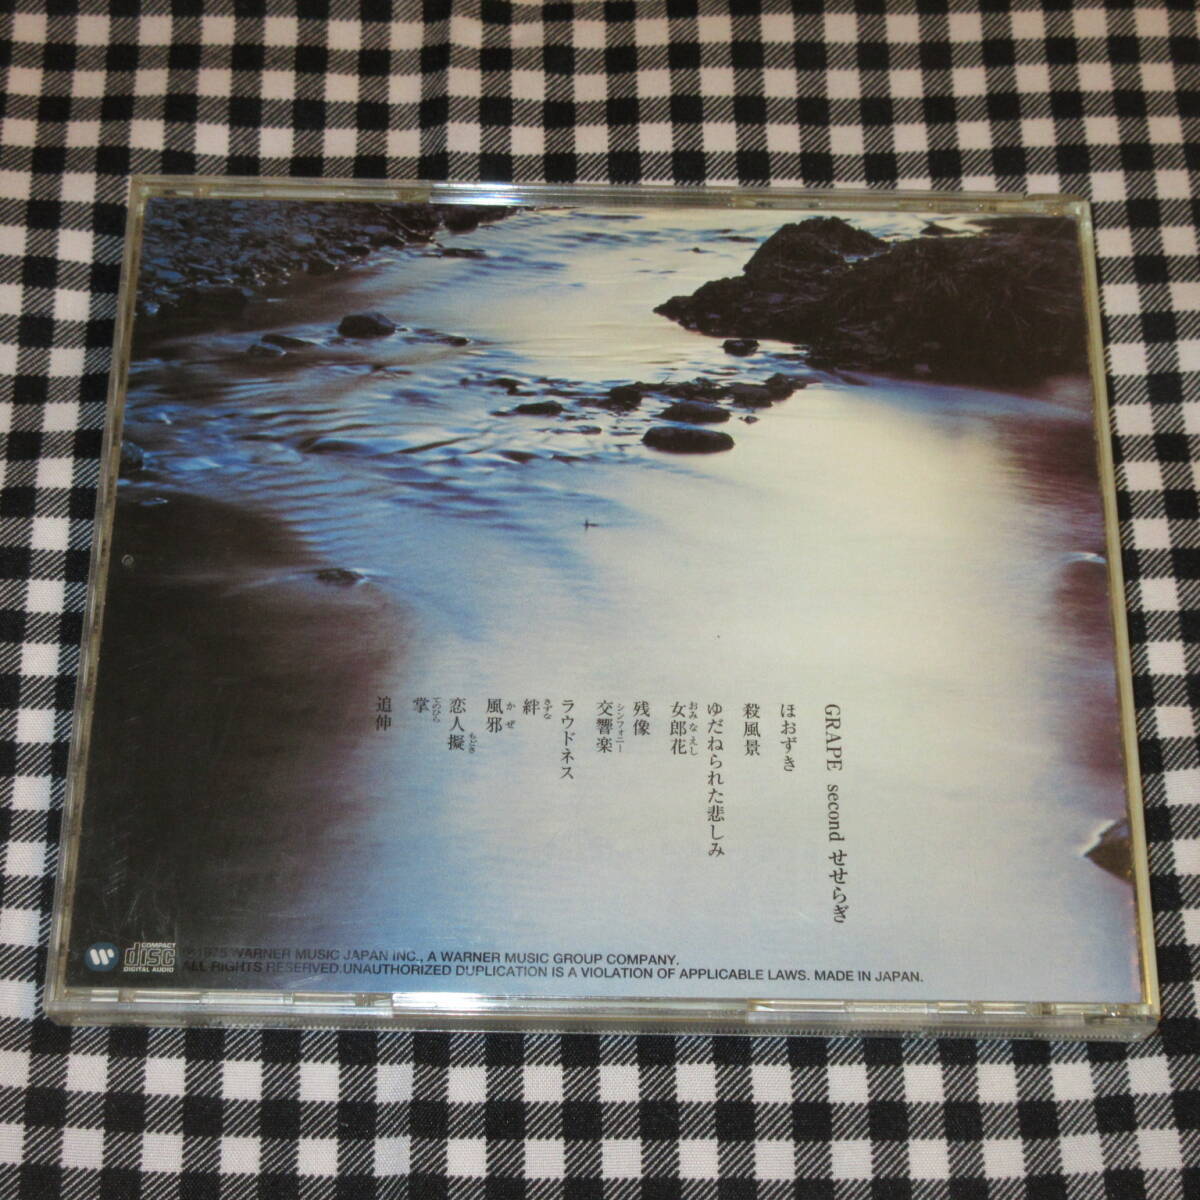 GRAPE second せせらぎ
ほおずき
殺風景
ゆだねられた悲しみ
女郎花
おみなえし
残像
交響楽
シンフォニー
ラウドネス
絆
きずな
風邪
かぜ
恋人擬
もどき
掌
てのひら
追伸
W COMPACT disc DIGITAL AUDIO
℗1975 WARNER MUSIC JAPAN INC., A WARNER MUSIC GROUP COMPANY.
ALL RIGHTS RESERVED.UNAUTHORIZED DUPLICATION IS A VIOLATION OF APPLICABLE LAWS. MADE IN JAPAN.